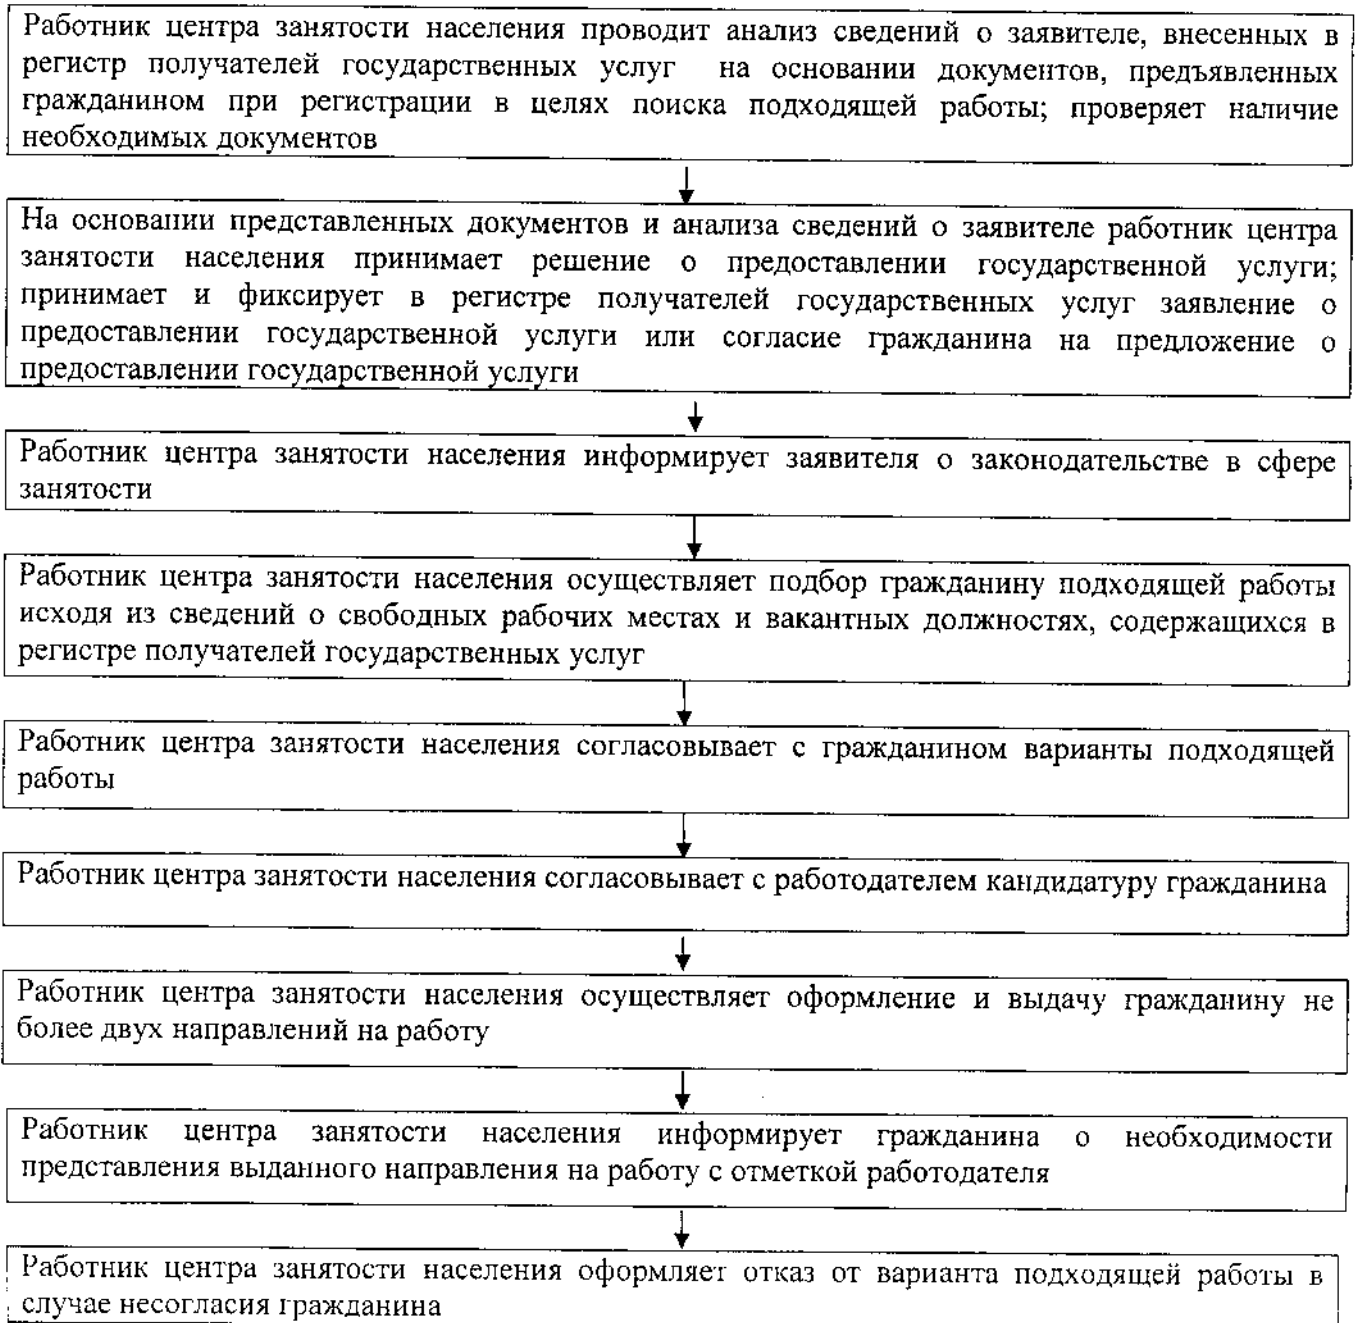 Работник центра занятости населения проводит анализ сведений о заявителе, внесенных в
регистр получателей государственных услуг на основании документов, предъявленных
гражданином при регистрации в целях поиска подходящей работы; проверяет наличие
необходимых документов
На основании представленных документов и анализа сведений о заявителе работник центра
занятости населения принимает решение о предоставлении государственной услуги;
принимает и фиксирует в регистре получателей государственных услуг заявление о
предоставлении государственной услуги или согласие гражданина на предложение о
предоставлении государственной услуги
Работник центра занятости населения информирует заявителя о законодательстве в сфере
занятости
Работник центра занятости населения осуществляет подбор гражданину подходящей работы
исходя из сведений о свободных рабочих местах и вакантных должностях, содержащихся в
регистре получателей государственных услуг
Работник центра занятости населения согласовывает с гражданином варианты подходящей
работы
Работник центра занятости населения согласовывает с работодателем кандидатуру гражданина
Работник центра занятости населения осуществляет оформление и выдачу гражданину не
более двух направлений на работу
Работник центра занятости населения информирует гражданина о необходимости
представления выданного направления на работу с отметкой работодателя
Работник центра занятости населения оформляет отказ от варианта подходящей работы в
случае несогласия гражданина